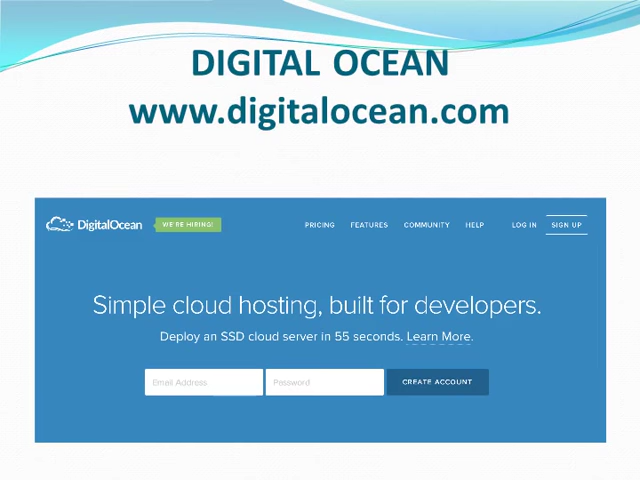 DIGITAL OCEAN
www.digitalocean.com
DigitalOcean WE'RE HIRING! PRICING FEATURES COMMUNITY HELP LOG IN SIGN UP
Simple cloud hosting, built for developers.
Deploy an SSD cloud server in 55 seconds. Learn More.
Email Address Password CREATE ACCOUNT